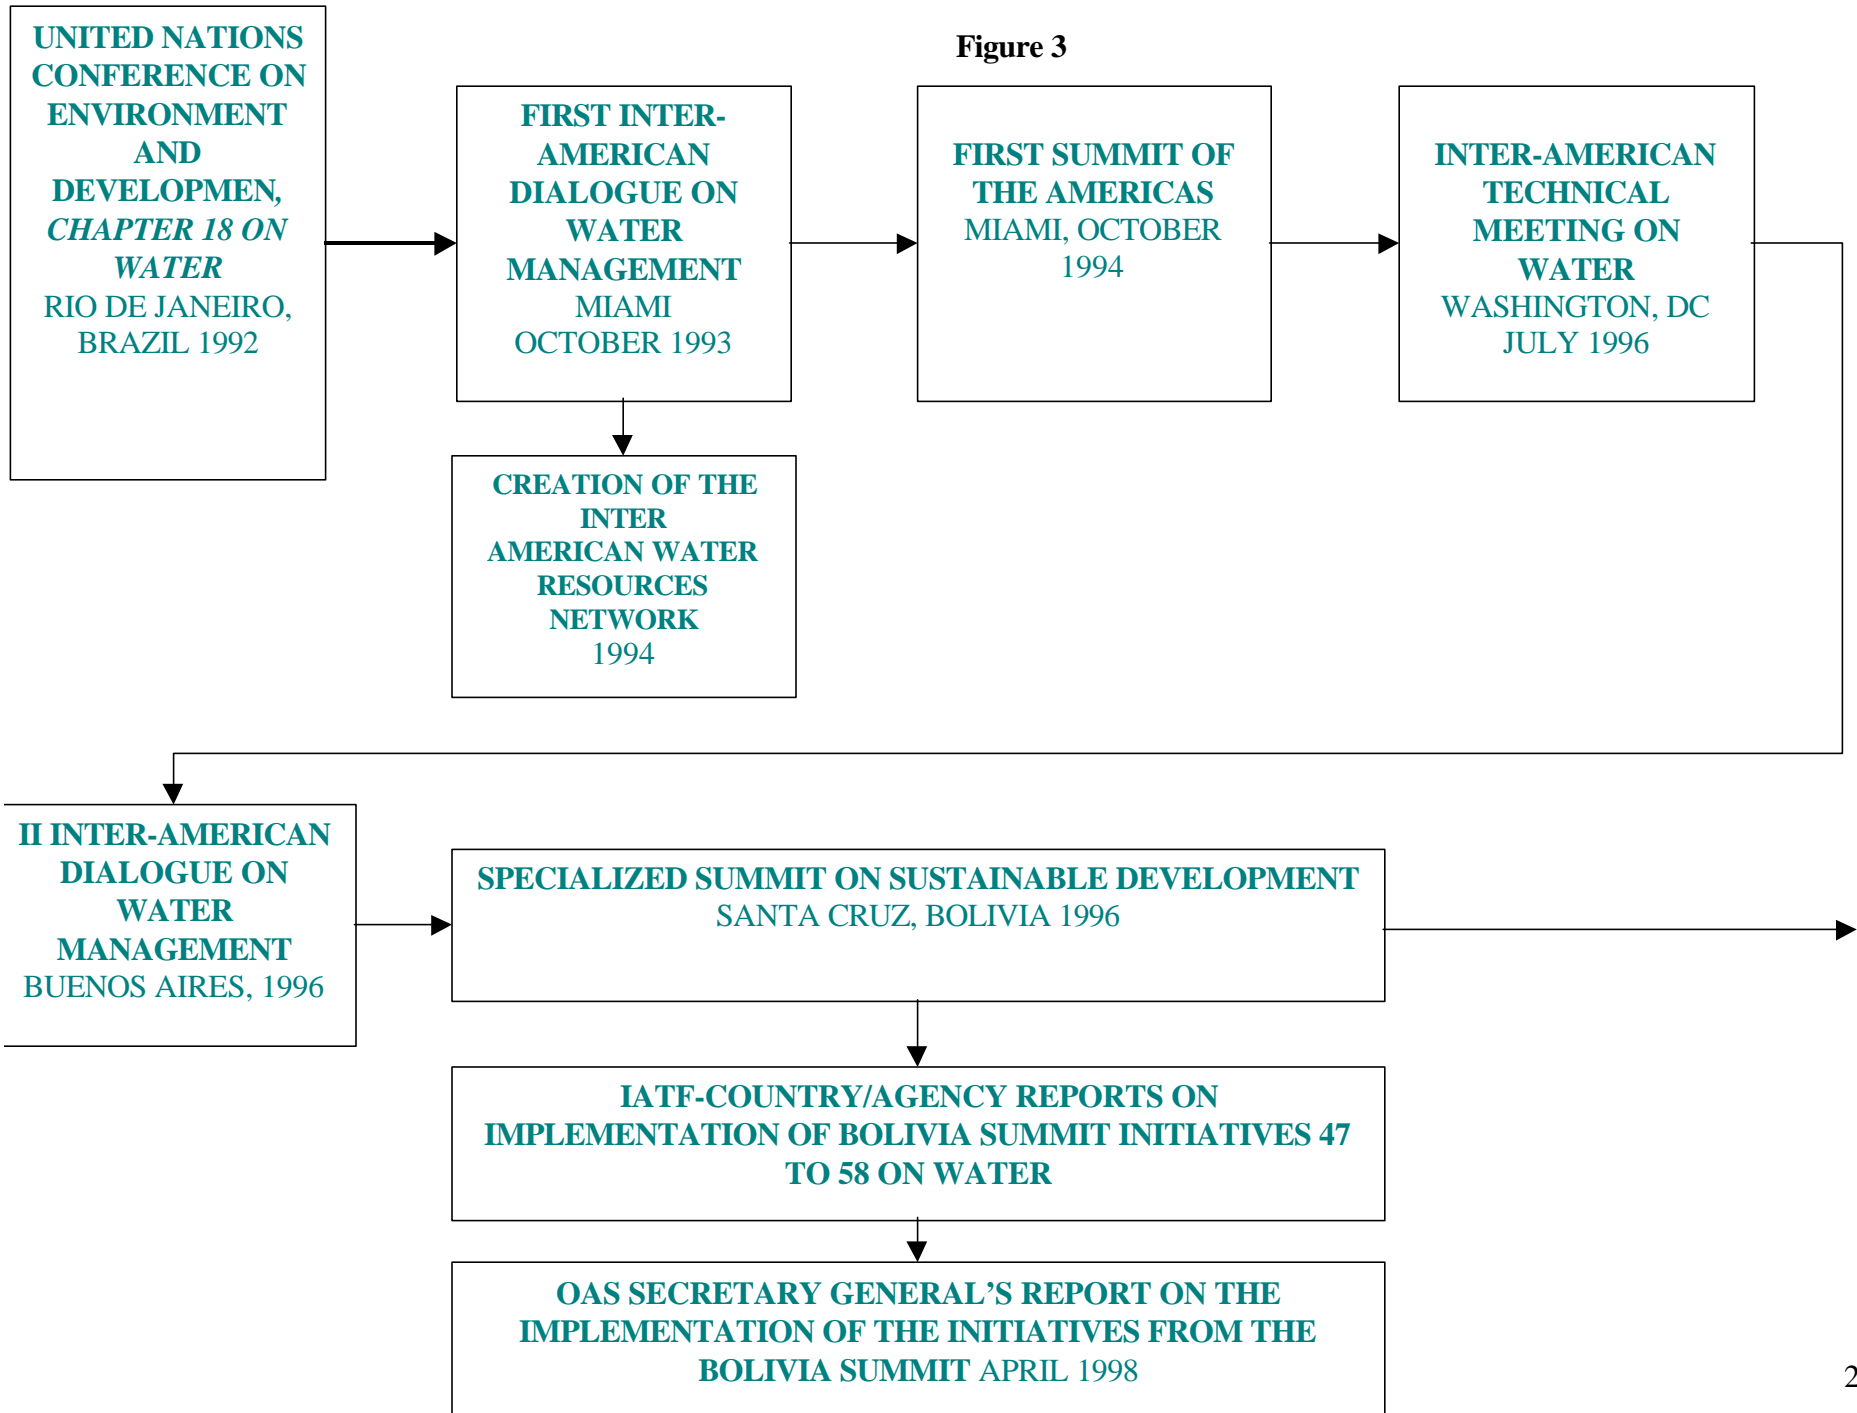 Figure 3
UNITED NATIONS
CONFERENCE ON
ENVIRONMENT
AND
DEVELOPMEN,
CHAPTER 18 ON
WATER
RIO DE JANEIRO,
BRAZIL 1992
FIRST INTER-
AMERICAN
DIALOGUE ON
WATER
MANAGEMENT
MIAMI
OCTOBER 1993
FIRST SUMMIT OF
THE AMERICAS
MIAMI, OCTOBER
1994
INTER-AMERICAN
TECHNICAL
MEETING ON
WATER
WASHINGTON, DC
JULY 1996
CREATION OF THE
INTER
AMERICAN WATER
RESOURCES
NETWORK
1994
II INTER-AMERICAN
DIALOGUE ON
WATER
MANAGEMENT
BUENOS AIRES, 1996
SPECIALIZED SUMMIT ON SUSTAINABLE DEVELOPMENT
SANTA CRUZ, BOLIVIA 1996
IATF-COUNTRY/AGENCY REPORTS ON
IMPLEMENTATION OF BOLIVIA SUMMIT INITIATIVES 47
TO 58 ON WATER
OAS SECRETARY GENERAL’S REPORT ON THE
IMPLEMENTATION OF THE INITIATIVES FROM THE
BOLIVIA SUMMIT APRIL 1998
2